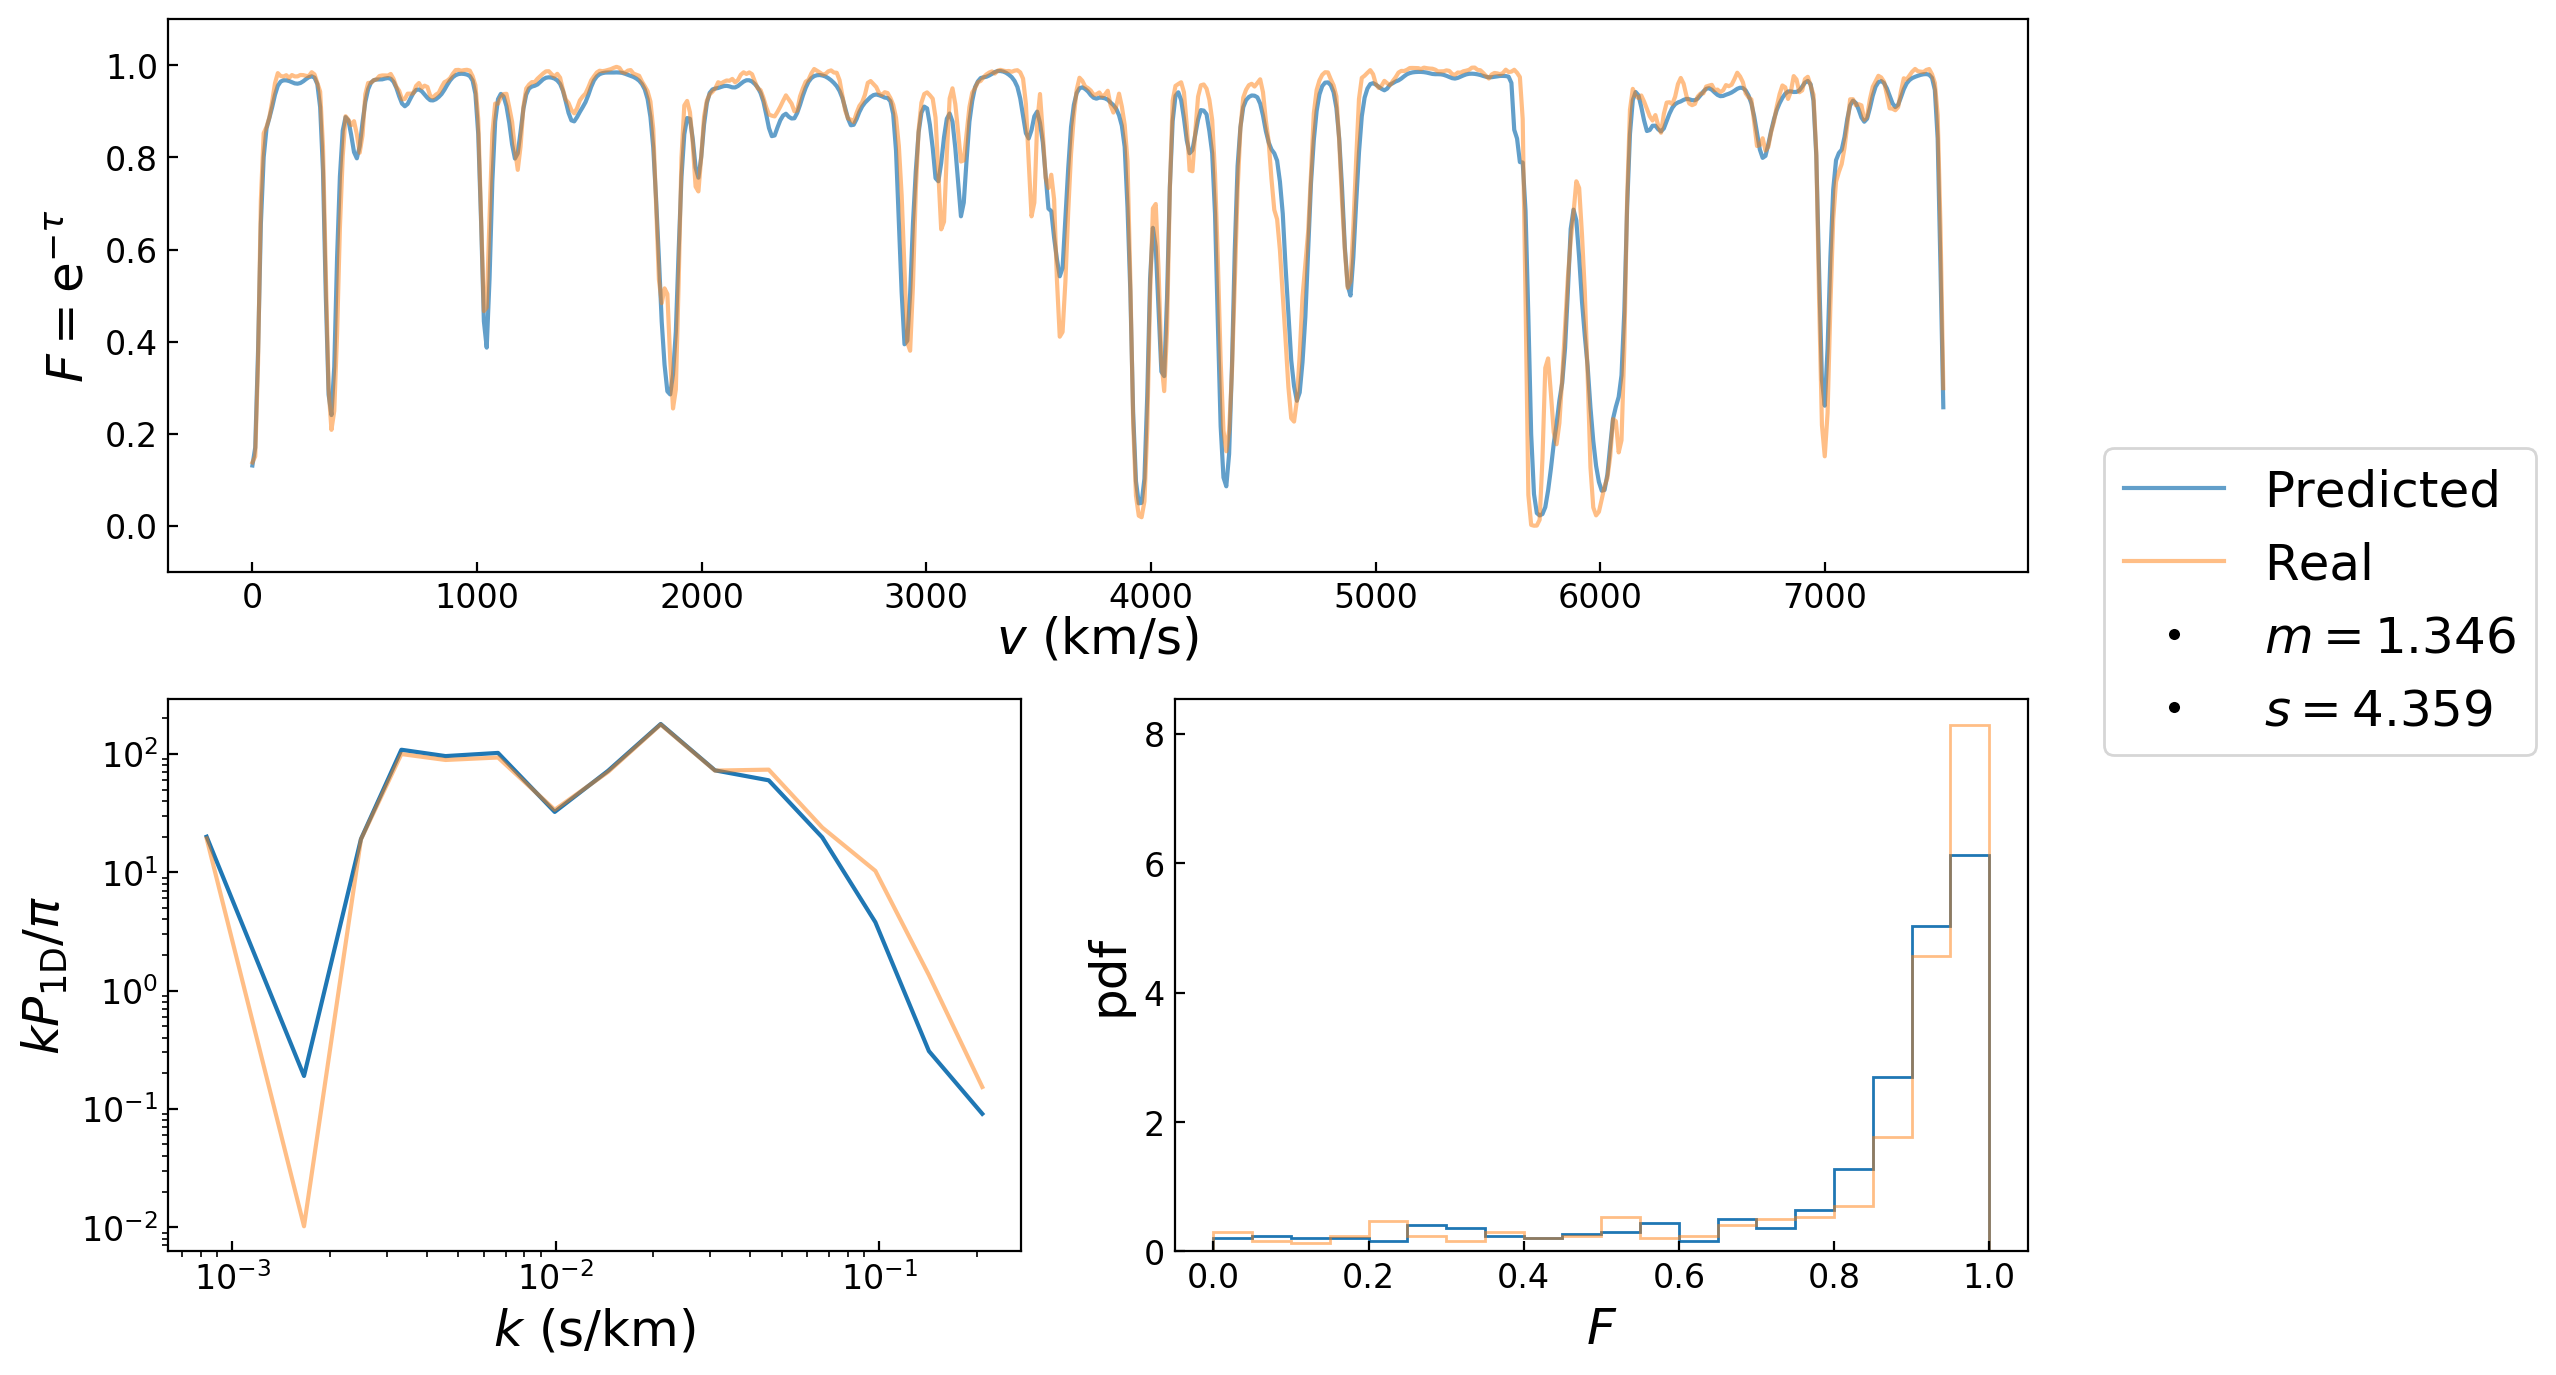 F = e^{−τ}
1.0
0.8
0.6
0.4
0.2
0.0
0 1000 2000 3000 4000 5000 6000 7000
v (km/s)
Predicted
Real
m = 1.346
s = 4.359
kP_{1D}/π
10^2
10^1
10^0
10^{−1}
10^{−2}
10^{−3} 10^{−2} 10^{−1}
k (s/km)
pdf
8
6
4
2
0
0.0 0.2 0.4 0.6 0.8 1.0
F